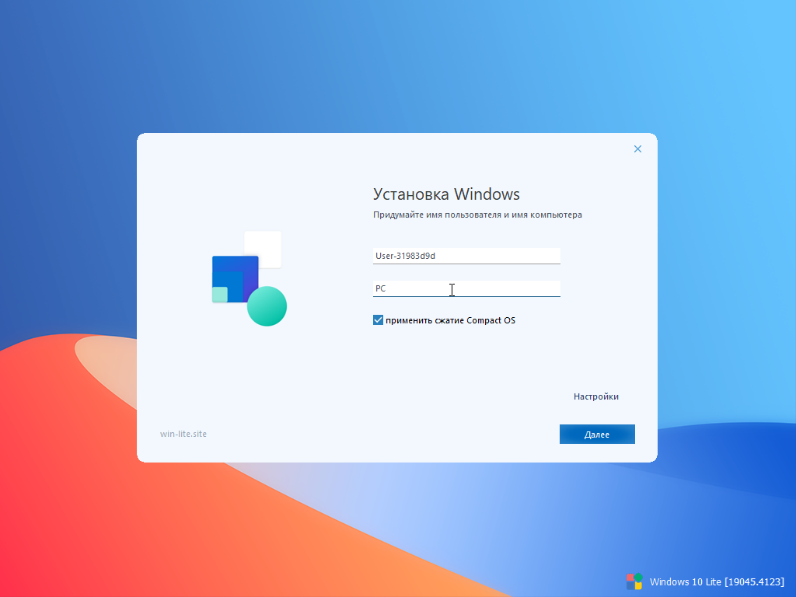 Установка Windows
Придумайте имя пользователя и имя компьютера
User-31983d9d
PC
применить сжатие Compact OS
Настройки
win-lite.site
Далее
Windows 10 Lite [19045.4123]